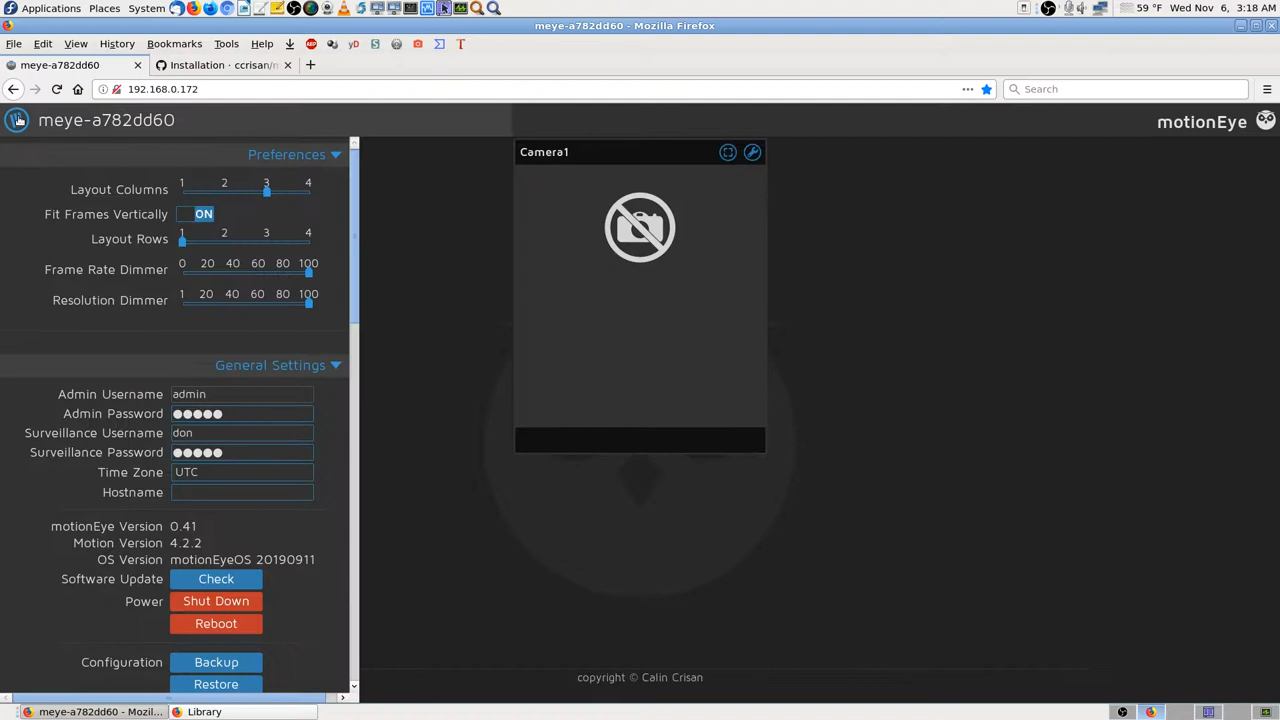 Applications Places System 59 °F Wed Nov 6, 3:18 AM
meye-a782dd60 - Mozilla Firefox
File Edit View History Bookmarks Tools Help
meye-a782dd60 Installation · ccrisan/m
192.168.0.172 Search
meye-a782dd60 motionEye
Preferences
Camera1
Layout Columns 1 2 3 4
Fit Frames Vertically ON
Layout Rows 1 2 3 4
Frame Rate Dimmer 0 20 40 60 80 100
Resolution Dimmer 1 20 40 60 80 100
General Settings
Admin Username admin
Admin Password ●●●●●
Surveillance Username don
Surveillance Password ●●●●●
Time Zone UTC
Hostname
motionEye Version 0.41
Motion Version 4.2.2
OS Version motionEyeOS 20190911
Software Update Check
Power Shut Down
Reboot
Configuration Backup
Restore
copyright © Calin Crisan
meye-a782dd60 - Mozil... Library